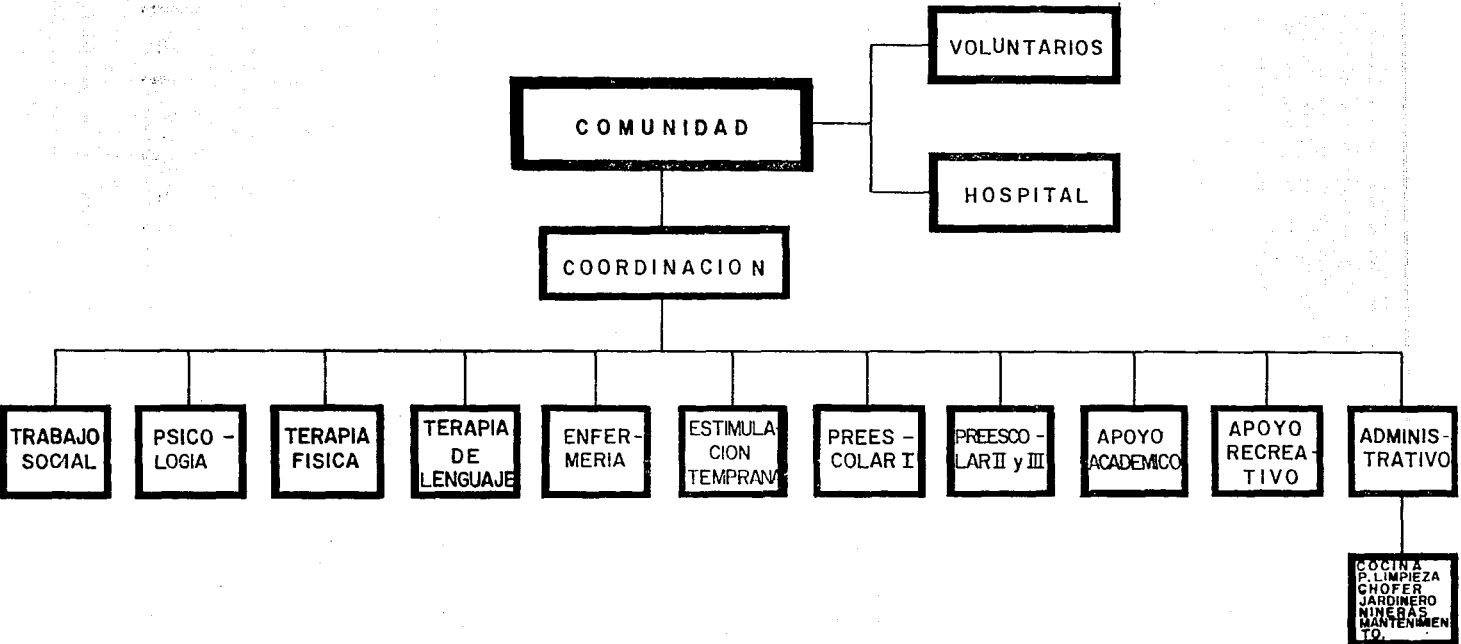 VOLUNTARIOS
COMUNIDAD
HOSPITAL
COORDINACION
TRABAJO
SOCIAL
PSICO -
LOGIA
TERAPIA
FISICA
TERAPIA
DE
LENGUAJE
ENFER-
MERIA
ESTIMULA-
CION
TEMPRANA
PREES -
COLAR I
PREESCO -
LAR II y III
APOYO
ACADEMICO
APOYO
RECREA-
TIVO
ADMINIS -
TRATIVO
COCINA
P. LIMPIEZA
CHOFER
JARDINERO
NINERAS
MANTENIMIEN
TO.